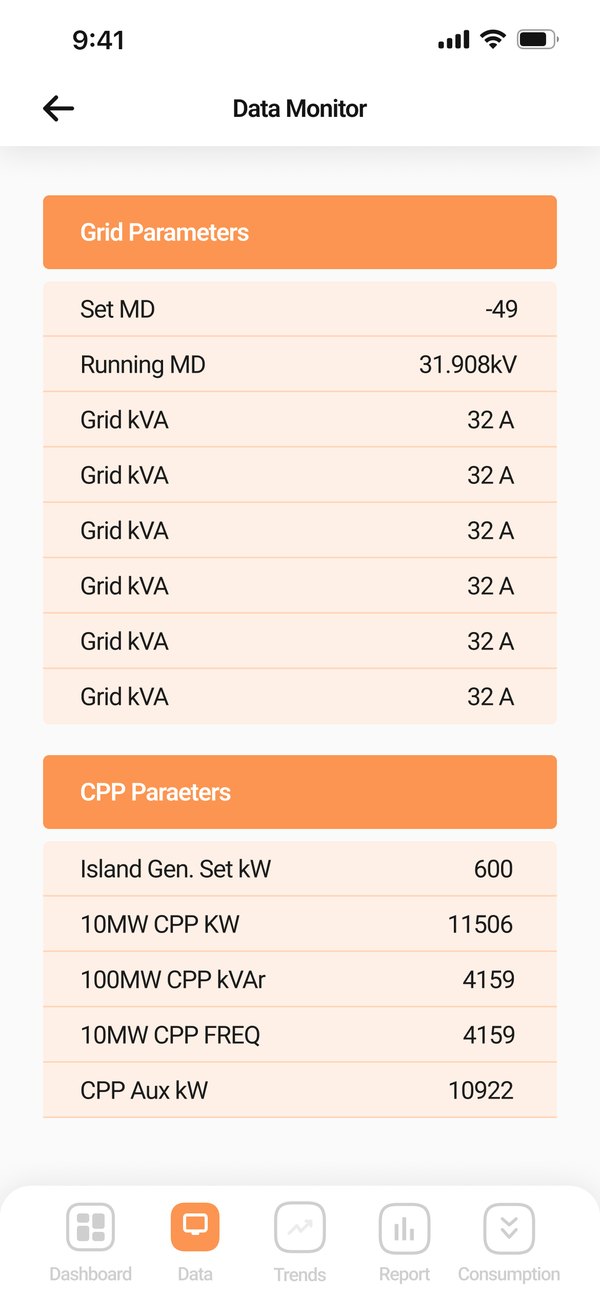 9:41
Data Monitor
Grid Parameters
Set MD -49
Running MD 31.908kV
Grid kVA 32 A
Grid kVA 32 A
Grid kVA 32 A
Grid kVA 32 A
Grid kVA 32 A
Grid kVA 32 A
CPP Paraeters
Island Gen. Set kW 600
10MW CPP KW 11506
100MW CPP kVAr 4159
10MW CPP FREQ 4159
CPP Aux kW 10922
Dashboard Data Trends Report Consumption